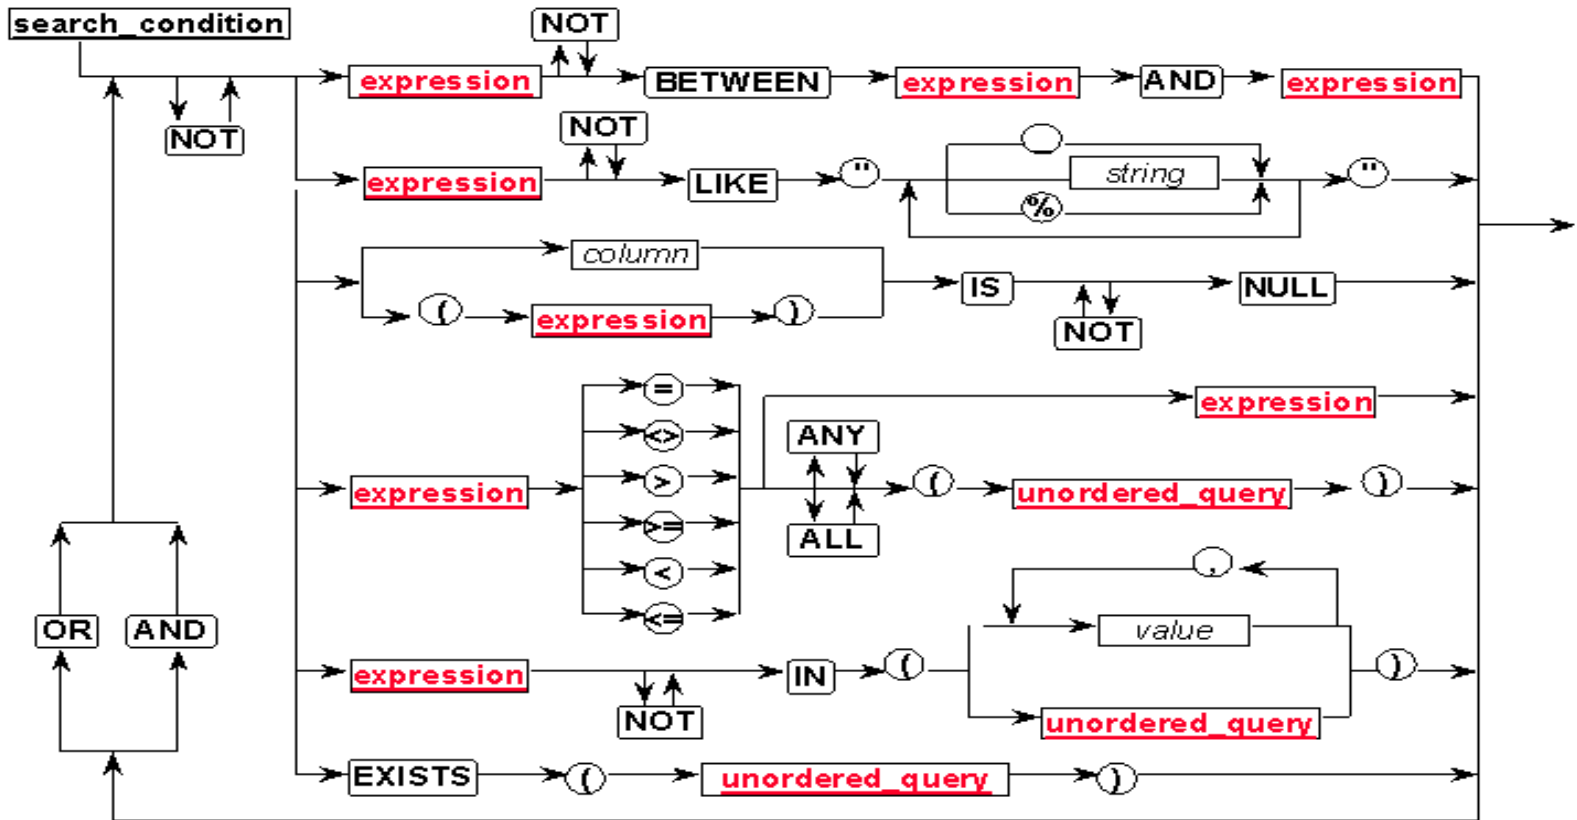 search_condition
NOT
expression BETWEEN expression AND expression
NOT
NOT
_
expression LIKE " string "
%
column
IS NULL
( expression )
NOT
=
expression
<>
ANY
>
expression ( unordered_query )
>=
ALL
<
,
<=
OR AND
value
expression IN ( )
NOT
unordered_query
EXISTS ( unordered_query )